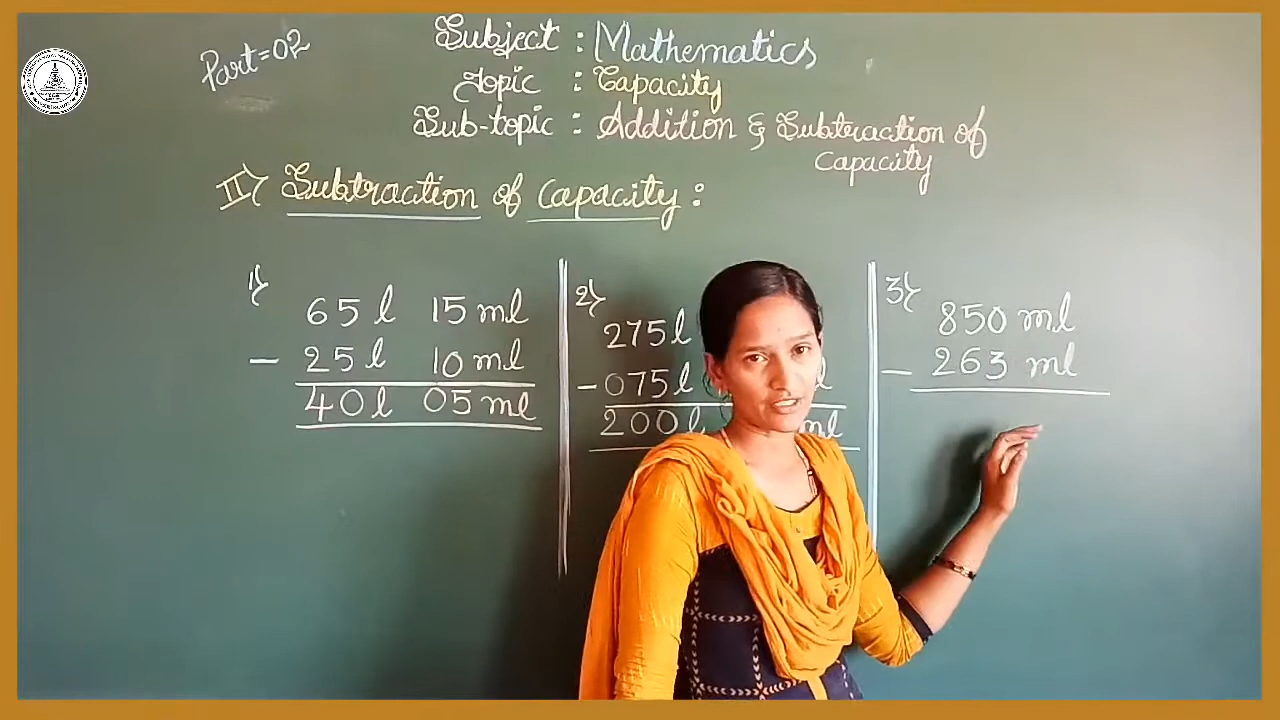 Part=02
Subject : Mathematics
Topic : Capacity
Sub-topic : Addition & Subtraction of
capacity
II) Subtraction of capacity :
1)
65 l 15 ml
- 25 l 10 ml
40 l 05 ml
2)
275 l
- 075 l
200 l ml
3)
850 ml
- 263 ml